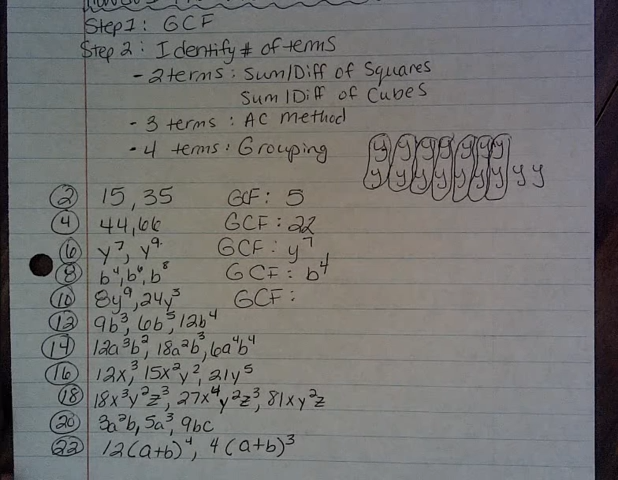 Step 1: GCF
Step 2: Identify # of terms
- 2 terms: Sum/Diff of Squares
Sum/Diff of Cubes
- 3 terms: AC Method
- 4 terms: Grouping
y y y y y y y
y y y y y y y y y
2 15, 35 GCF: 5
4 44, 66 GCF: 22
6 y⁷, y⁹ GCF: y⁷
8 b⁴, b⁶, b⁸ GCF: b⁴
10 8y⁹, 24y³ GCF:
12 9b³, 6b⁵, 12b⁴
14 12a³b², 18a²b³, 6a⁴b⁴
16 12x³, 15x²y², 21y⁵
18 18x³y²z³, 27x⁴y²z³, 81xy²z
20 3a²b, 5a³, 9bc
22 12(a+b)⁴, 4(a+b)³